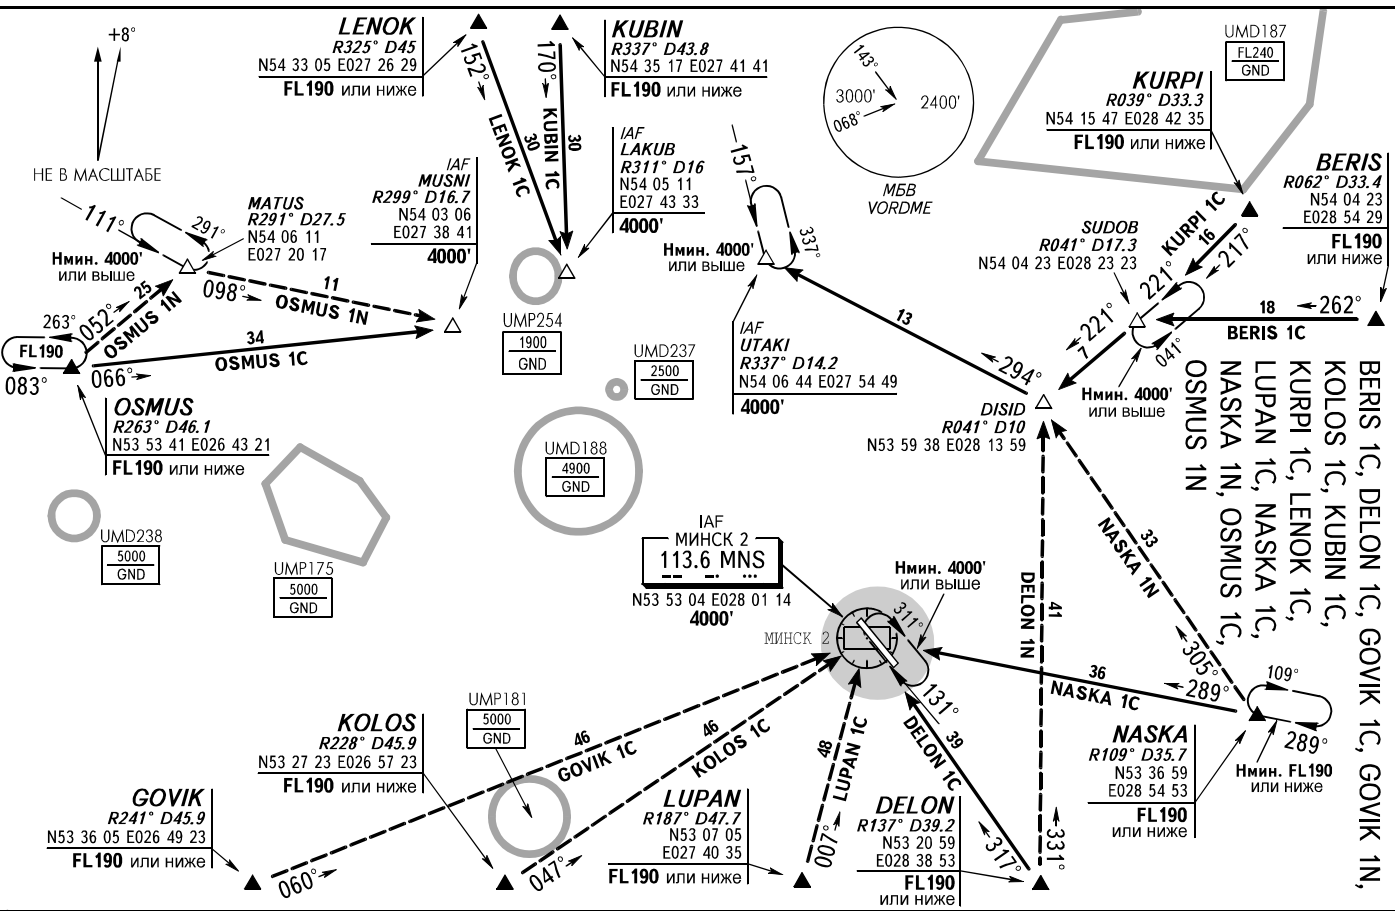 +8°
НЕ В МАСШТАБЕ
LENOK
R325° D45
N54 33 05 E027 26 29
FL190 или ниже
KUBIN
R337° D43.8
N54 35 17 E027 41 41
FL190 или ниже
152°
LENOK 1C
30
170°
KUBIN 1C
30
IAF
LAKUB
R311° D16
N54 05 11
E027 43 33
4000'
143°
3000'
2400'
068°
МБВ
VORDME
UMD187
FL240
GND
KURPI
R039° D33.3
N54 15 47 E028 42 35
FL190 или ниже
BERIS
R062° D33.4
N54 04 23
E028 54 29
FL190
или ниже
IAF
MUSNI
R299° D16.7
N54 03 06
E027 38 41
4000'
MATUS
R291° D27.5
N54 06 11
E027 20 17
111°
291°
Нмин. 4000'
или выше
052°
25
OSMUS 1N
098°
11
OSMUS 1N
263°
FL190
083°
066°
34
OSMUS 1C
OSMUS
R263° D46.1
N53 53 41 E026 43 21
FL190 или ниже
UMP254
1900
GND
UMD237
2500
GND
UMD188
4900
GND
UMD238
5000
GND
UMP175
5000
GND
157°
337°
Нмин. 4000'
или выше
IAF
UTAKI
R337° D14.2
N54 06 44 E027 54 49
4000'
13
294°
SUDOB
R041° D17.3
N54 04 23 E028 23 23
KURPI 1C
16
217°
221°
221°
7
041°
Нмин. 4000'
или выше
18
262°
BERIS 1C
DISID
R041° D10
N53 59 38 E028 13 59
BERIS 1C, DELON 1C, GOVIK 1C, GOVIK 1N,
KOLOS 1C, KUBIN 1C,
KURPI 1C, LENOK 1C,
LUPAN 1C, NASKA 1C,
NASKA 1N, OSMUS 1C,
OSMUS 1N
IAF
МИНСК 2
113.6 MNS
N53 53 04 E028 01 14
4000'
МИНСК 2
Нмин. 4000'
или выше
311°
131°
33
NASKA 1N
305°
41
DELON 1N
331°
36
NASKA 1C
289°
109°
289°
Нмин. FL190
или ниже
NASKA
R109° D35.7
N53 36 59
E028 54 53
FL190
или ниже
39
DELON 1C
317°
DELON
R137° D39.2
N53 20 59
E028 38 53
FL190
или ниже
48
LUPAN 1C
007°
LUPAN
R187° D47.7
N53 07 05
E027 40 35
FL190 или ниже
UMP181
5000
GND
46
KOLOS 1C
047°
KOLOS
R228° D45.9
N53 27 23 E026 57 23
FL190 или ниже
46
GOVIK 1C
060°
GOVIK
R241° D45.9
N53 36 05 E026 49 23
FL190 или ниже